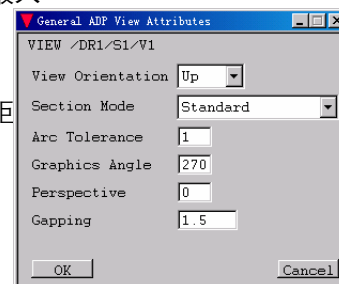 General ADP View Attributes
VIEW /DR1/S1/V1
View Orientation Up
Section Mode Standard
Arc Tolerance 1
Graphics Angle 270
Perspective 0
Gapping 1.5
OK Cancel